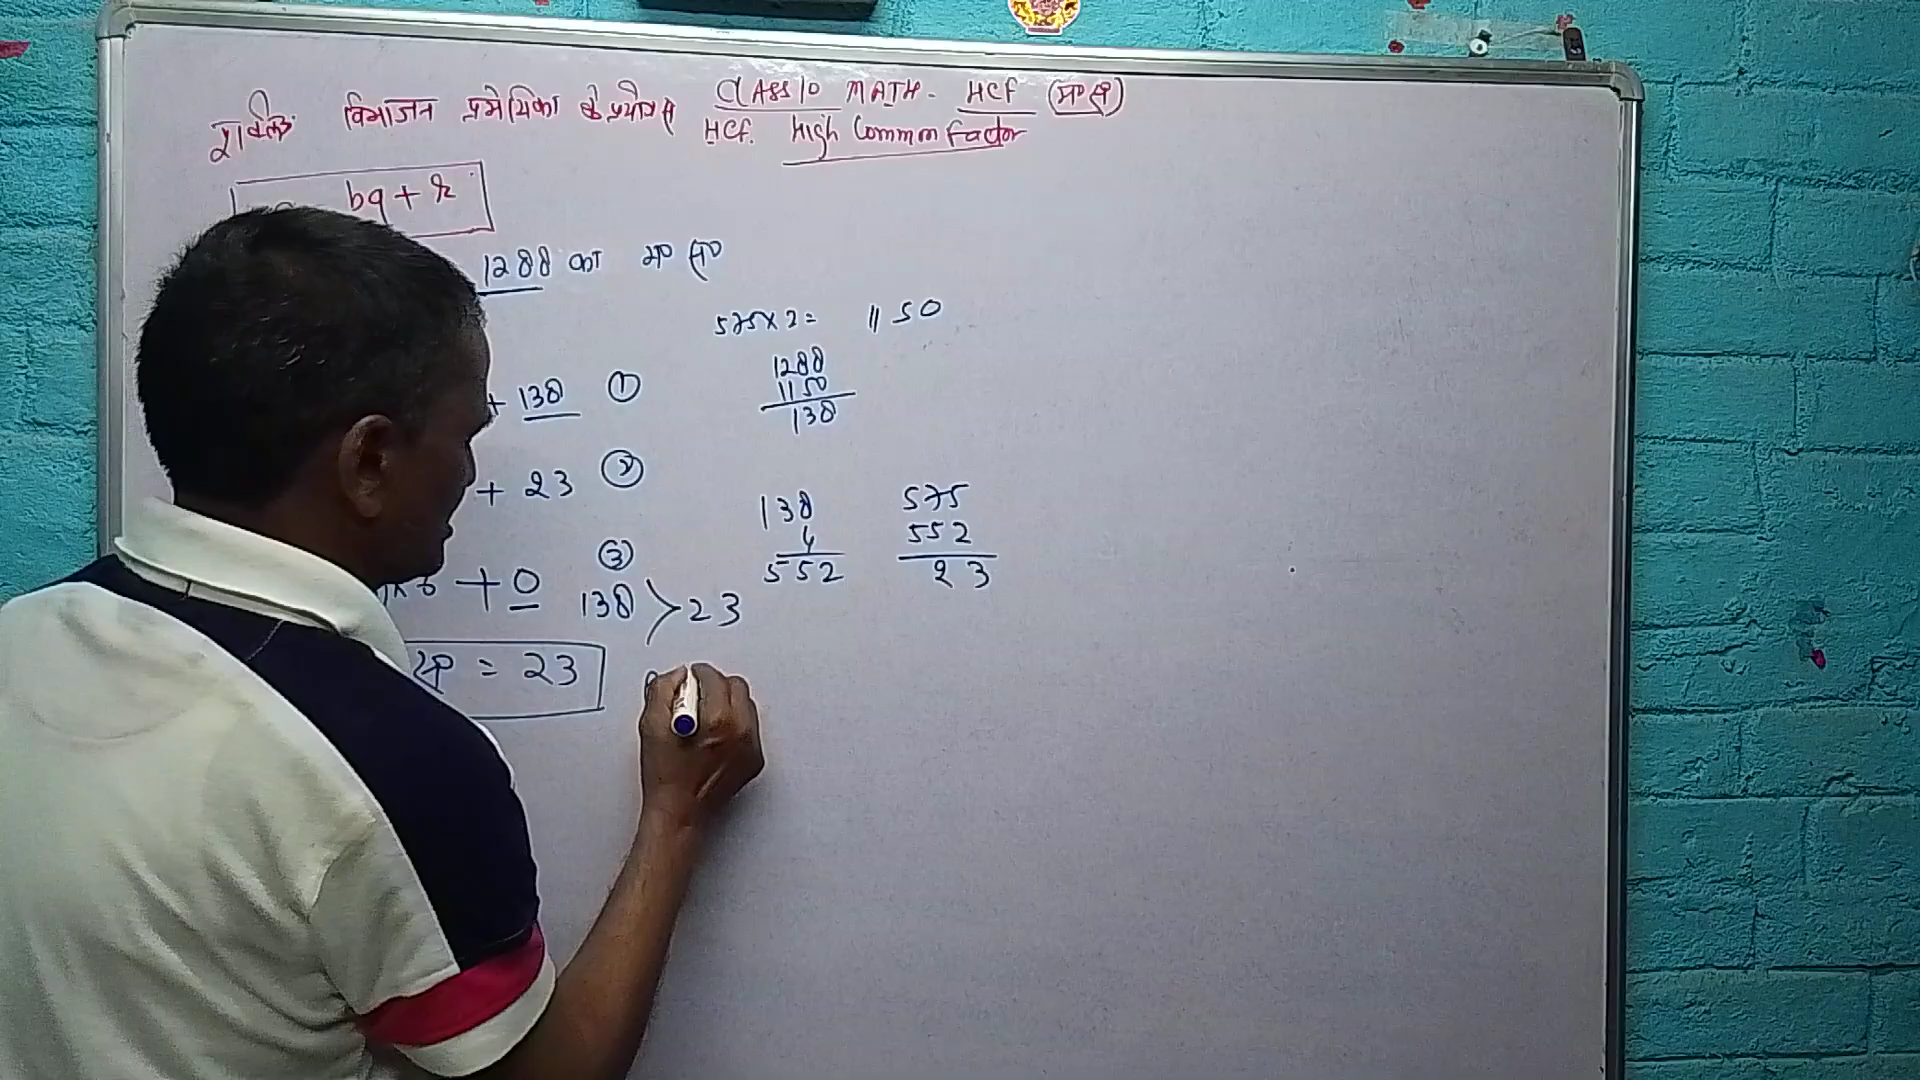 CLASS 10 MATH - HCF (म० स०)
विभाजन प्रमेयिका के प्रयोग से HCF. High Common Factor
bq + r
1288 का म० स०
575 x 2 = 1150
1288
1150
138
+ 138 ①
+ 23 ②
138
4
552
575
552
23
+ 0 ③
138 > 23
= 23